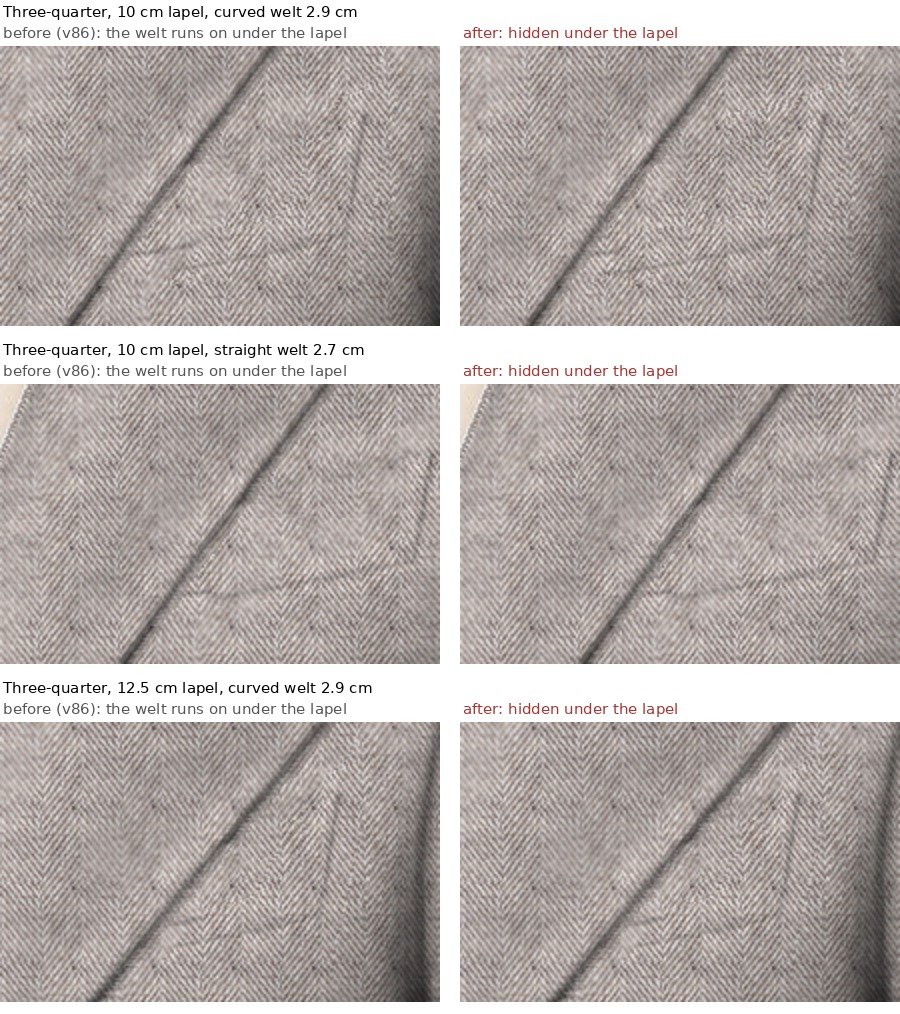 Three-quarter, 10 cm lapel, curved welt 2.9 cm
before (v86): the welt runs on under the lapel
after: hidden under the lapel
Three-quarter, 10 cm lapel, straight welt 2.7 cm
before (v86): the welt runs on under the lapel
after: hidden under the lapel
Three-quarter, 12.5 cm lapel, curved welt 2.9 cm
before (v86): the welt runs on under the lapel
after: hidden under the lapel